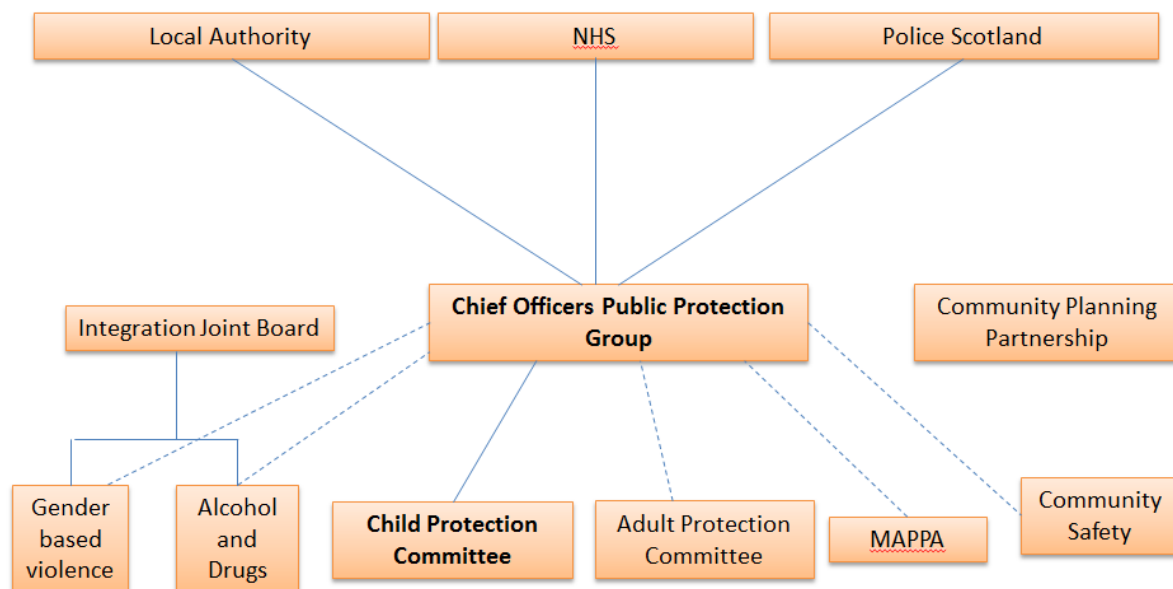 Local Authority
NHS
Police Scotland
Chief Officers Public Protection
Group
Community Planning
Partnership
Integration Joint Board
Gender
based
violence
Alcohol
and
Drugs
Child Protection
Committee
Adult Protection
Committee
MAPPA
Community
Safety